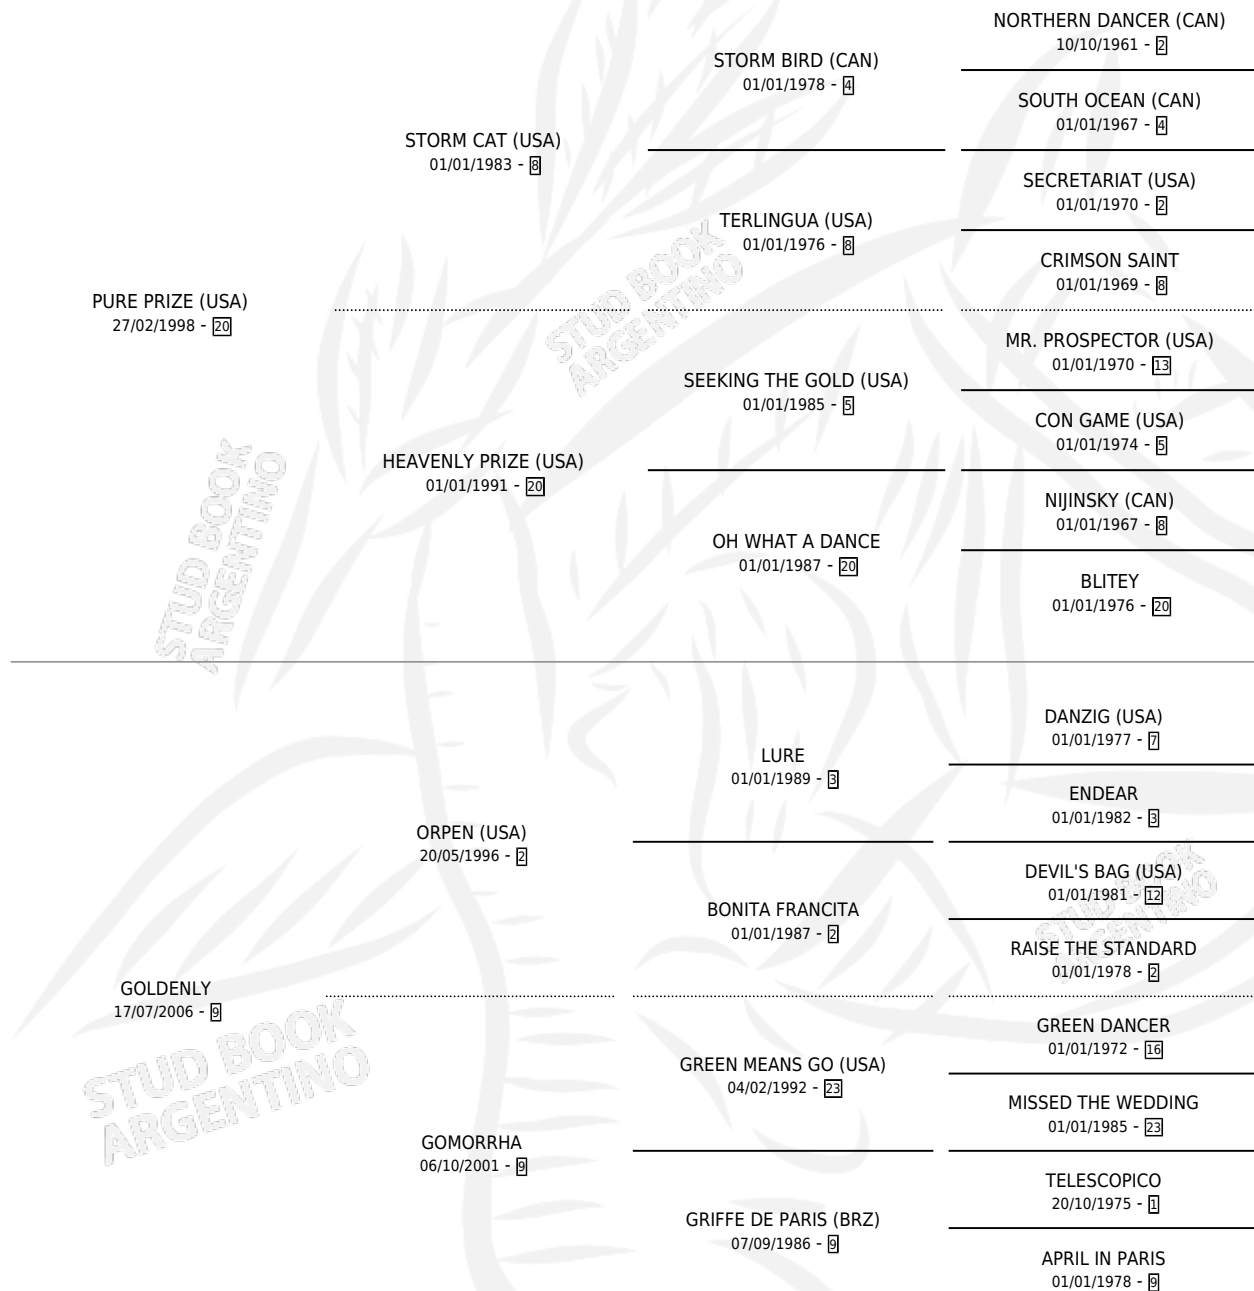 NORTHERN DANCER (CAN)
10/10/1961 - 2
STORM BIRD (CAN)
01/01/1978 - 4
SOUTH OCEAN (CAN)
01/01/1967 - 4
STORM CAT (USA)
01/01/1983 - 8
SECRETARIAT (USA)
01/01/1970 - 2
TERLINGUA (USA)
01/01/1976 - 8
CRIMSON SAINT
01/01/1969 - 8
PURE PRIZE (USA)
27/02/1998 - 20
MR. PROSPECTOR (USA)
01/01/1970 - 13
SEEKING THE GOLD (USA)
01/01/1985 - 5
CON GAME (USA)
01/01/1974 - 5
HEAVENLY PRIZE (USA)
01/01/1991 - 20
NIJINSKY (CAN)
01/01/1967 - 8
OH WHAT A DANCE
01/01/1987 - 20
BLITEY
01/01/1976 - 20
DANZIG (USA)
01/01/1977 - 7
LURE
01/01/1989 - 3
ENDEAR
01/01/1982 - 3
ORPEN (USA)
20/05/1996 - 2
DEVIL'S BAG (USA)
01/01/1981 - 12
BONITA FRANCITA
01/01/1987 - 2
RAISE THE STANDARD
01/01/1978 - 2
GOLDENLY
17/07/2006 - 9
GREEN DANCER
01/01/1972 - 16
GREEN MEANS GO (USA)
04/02/1992 - 23
MISSED THE WEDDING
01/01/1985 - 23
GOMORRHA
06/10/2001 - 9
TELESCOPICO
20/10/1975 - 1
GRIFFE DE PARIS (BRZ)
07/09/1986 - 9
APRIL IN PARIS
01/01/1978 - 9
STUD BOOK
ARGENTINO
STUD BOOK
ARGENTINO
STUD BOOK
ARGENTINO
STUD BOOK
ARGENTINO